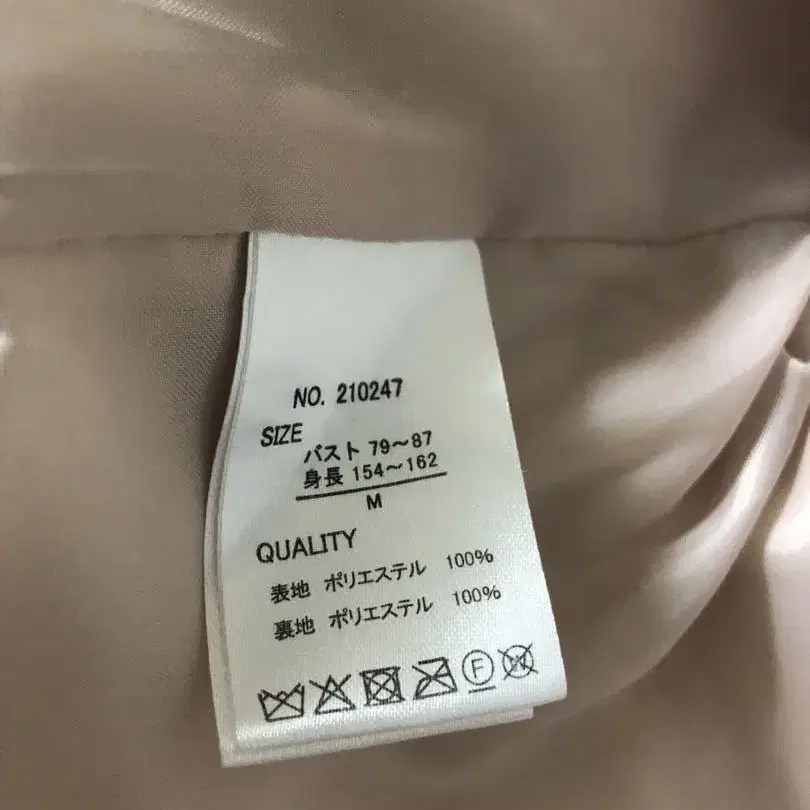 NO. 210247
SIZE
バスト 79～87
身長 154～162
M
QUALITY
表地 ポリエステル 100%
裏地 ポリエステル 100%
F W